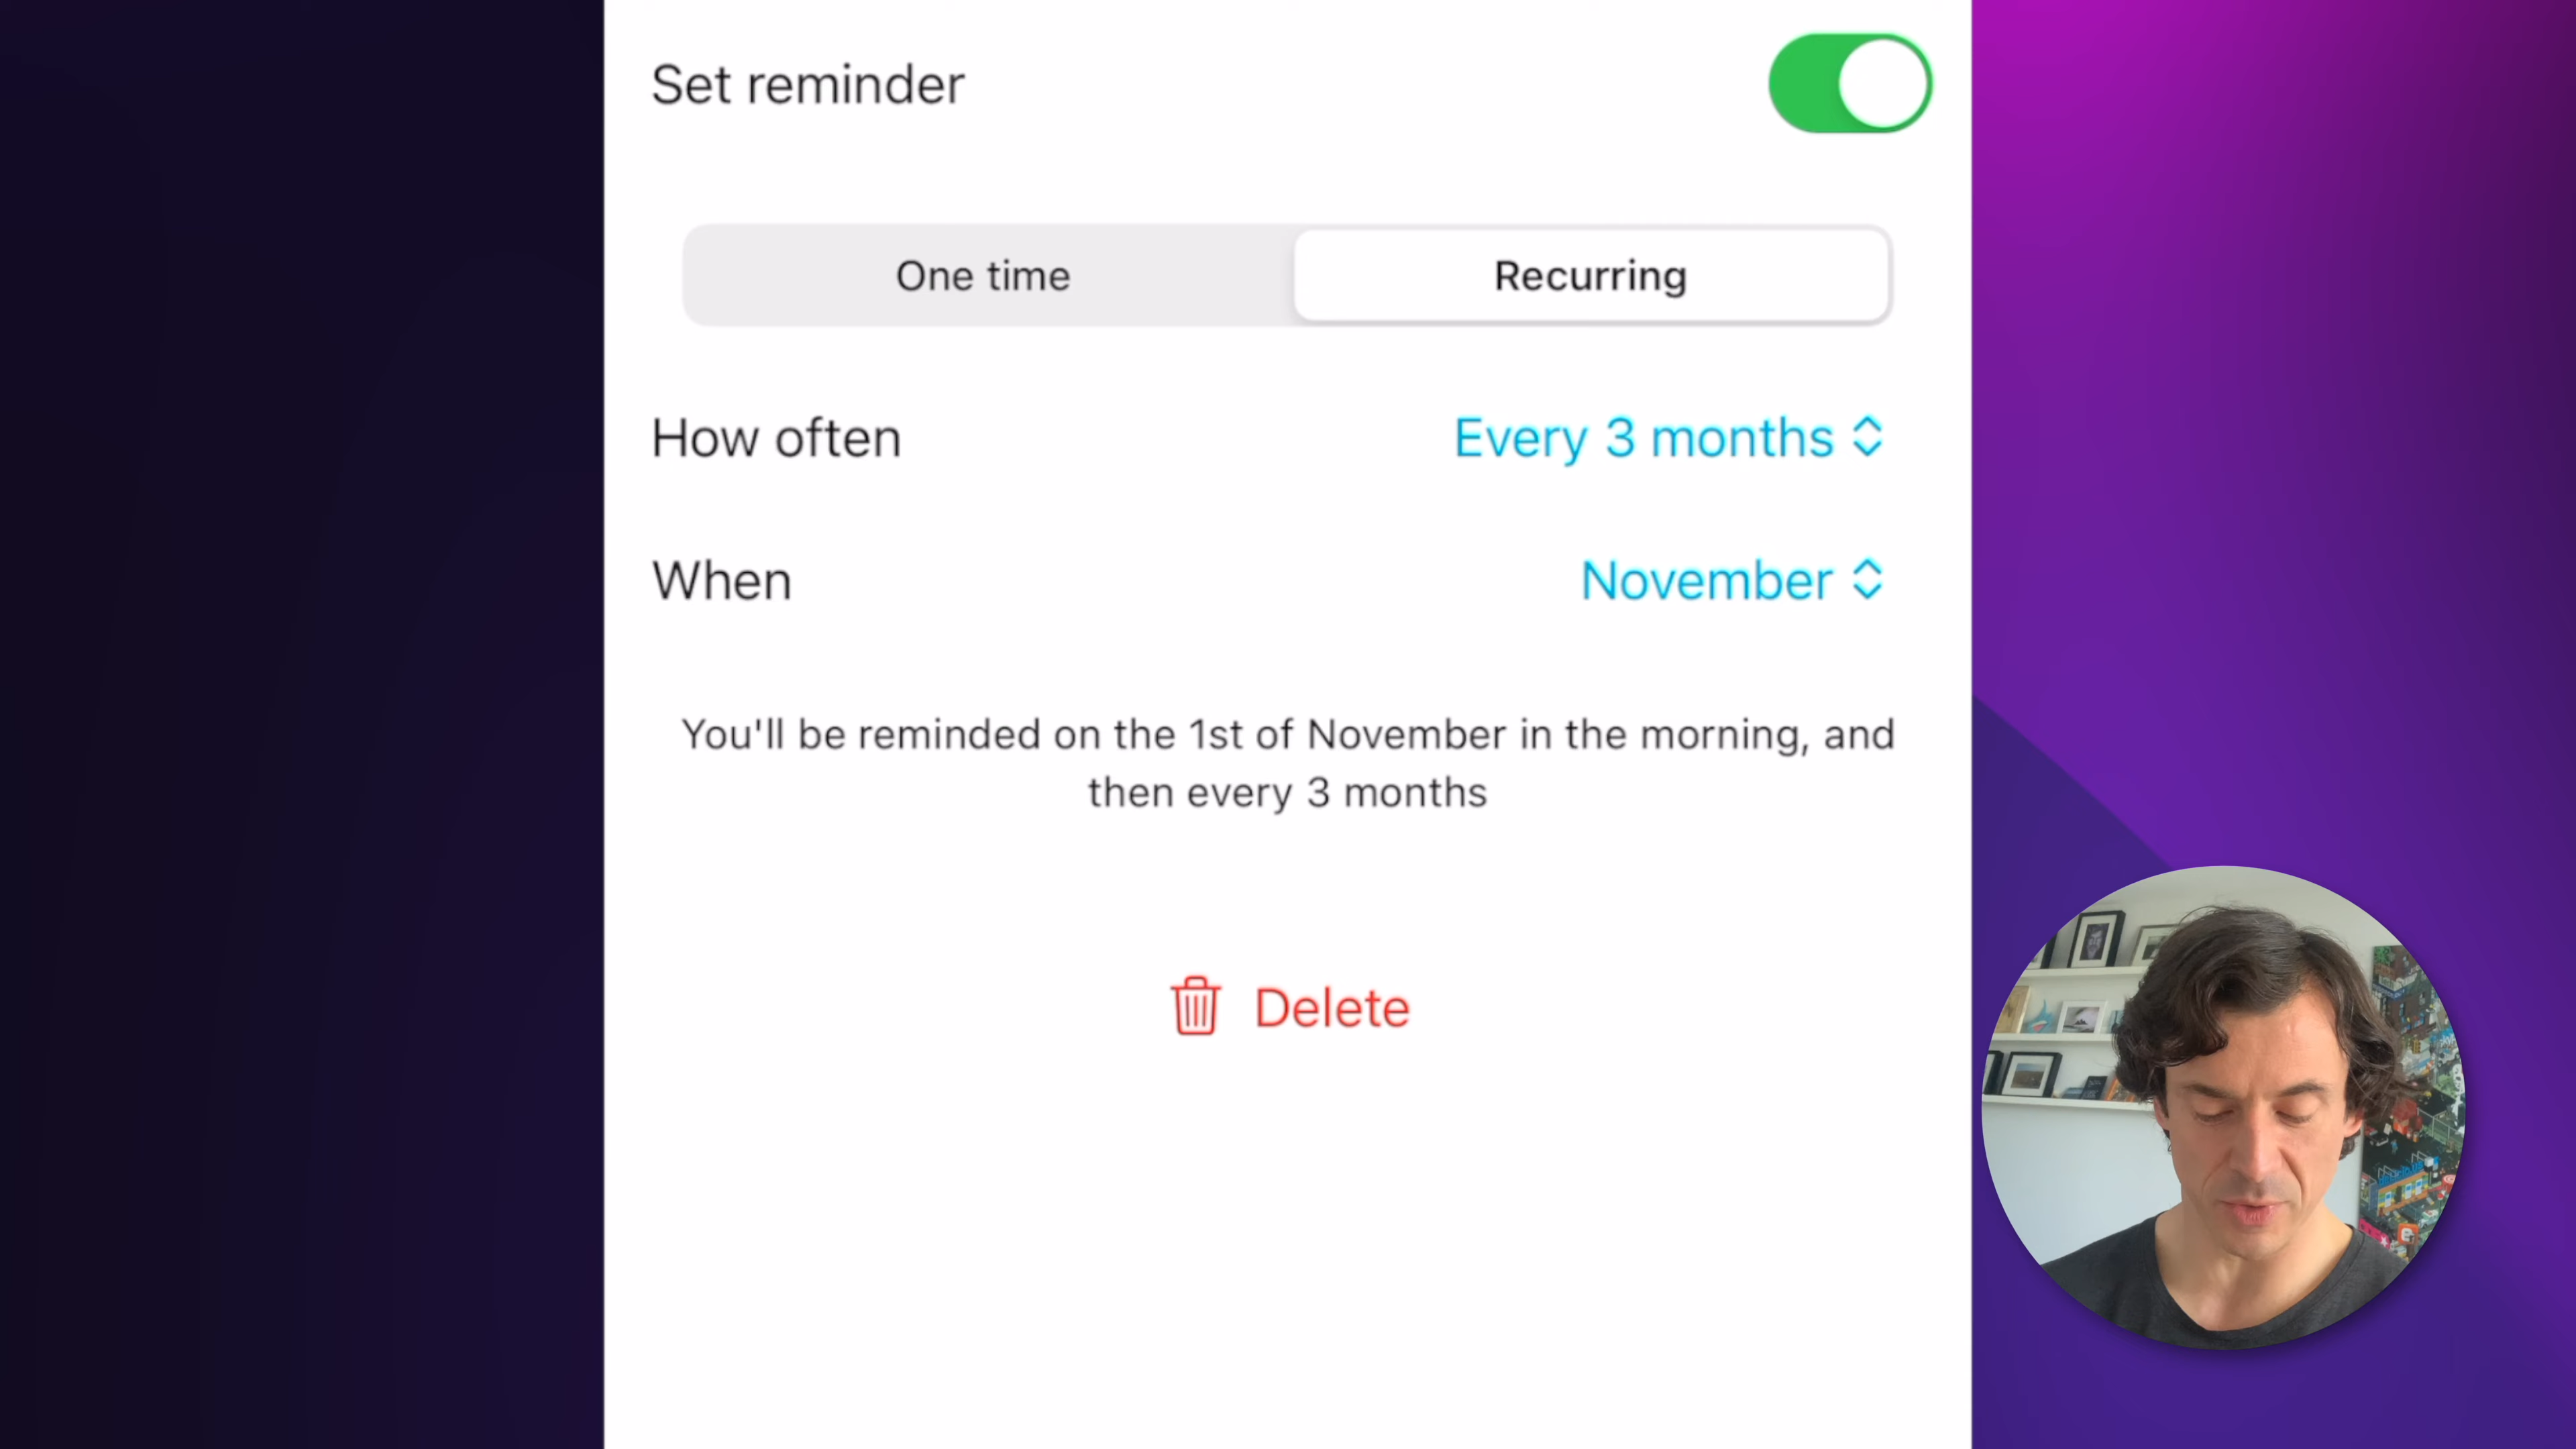 Set reminder
One time
Recurring
How often
Every 3 months
When
November
You'll be reminded on the 1st of November in the morning, and
then every 3 months
Delete